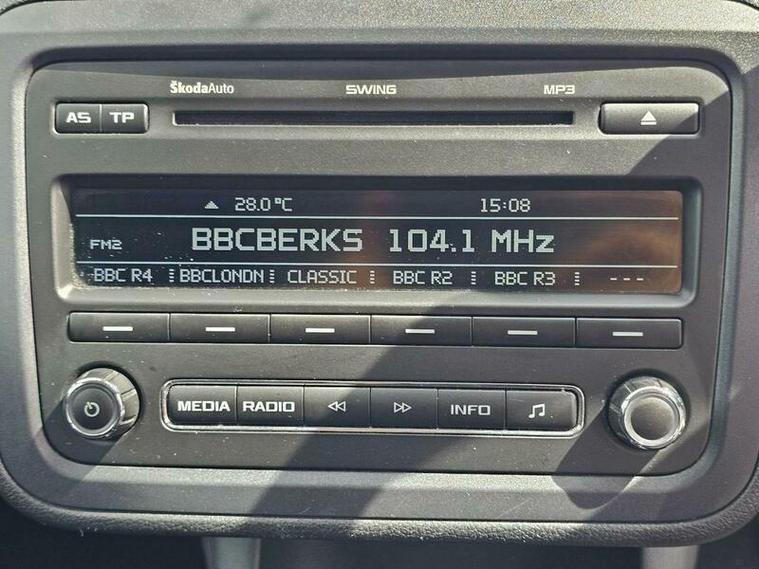 ŠkodaAuto SWING MP3
AS TP
28.0°C 15:08
FM2 BBCBERKS 104.1 MHz
BBC R4 BBCLONDN CLASSIC BBC R2 BBC R3 ---
MEDIA RADIO INFO